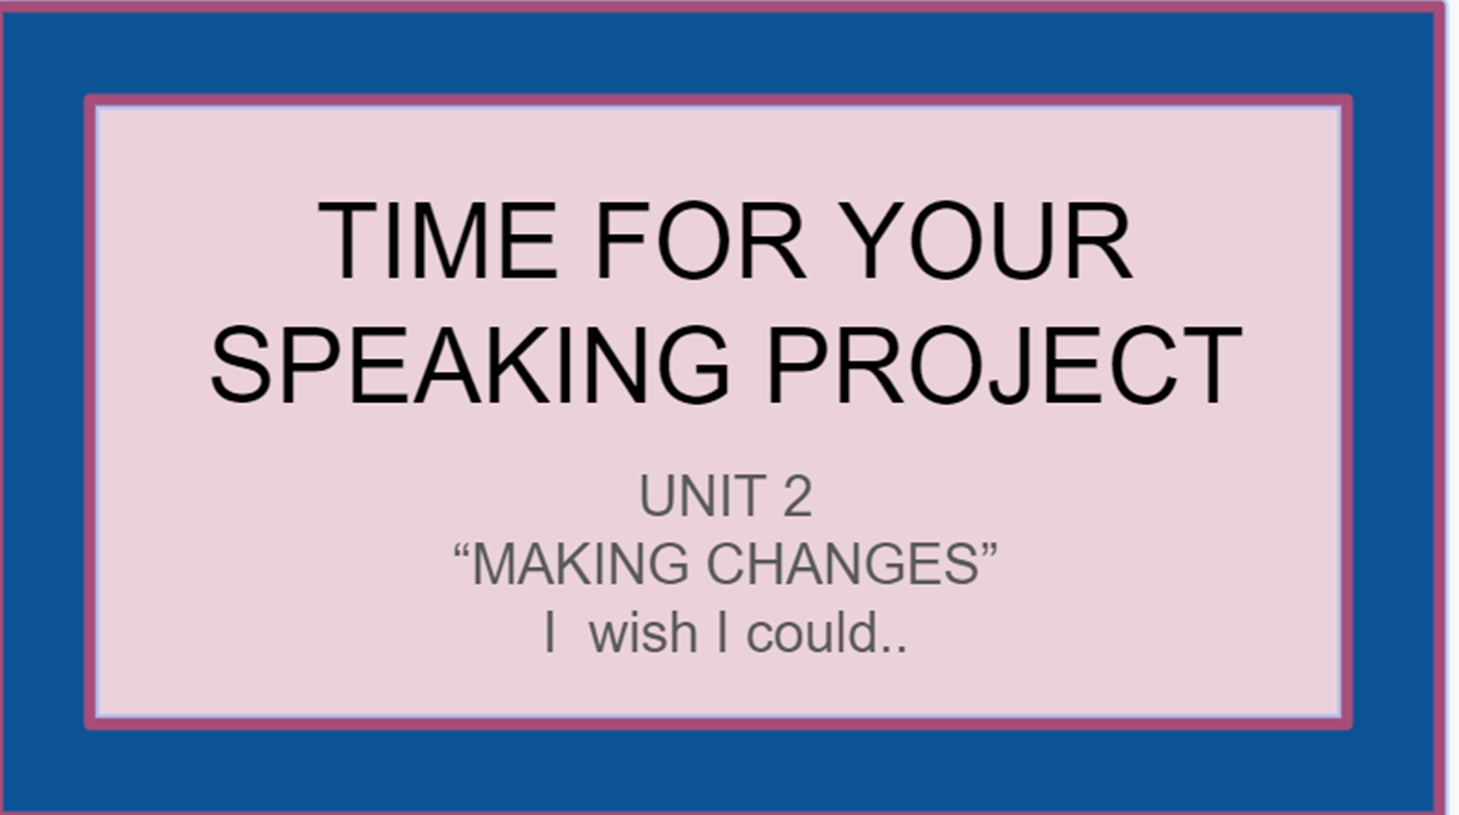 TIME FOR YOUR
SPEAKING PROJECT
UNIT 2
“MAKING CHANGES”
I  wish I could..